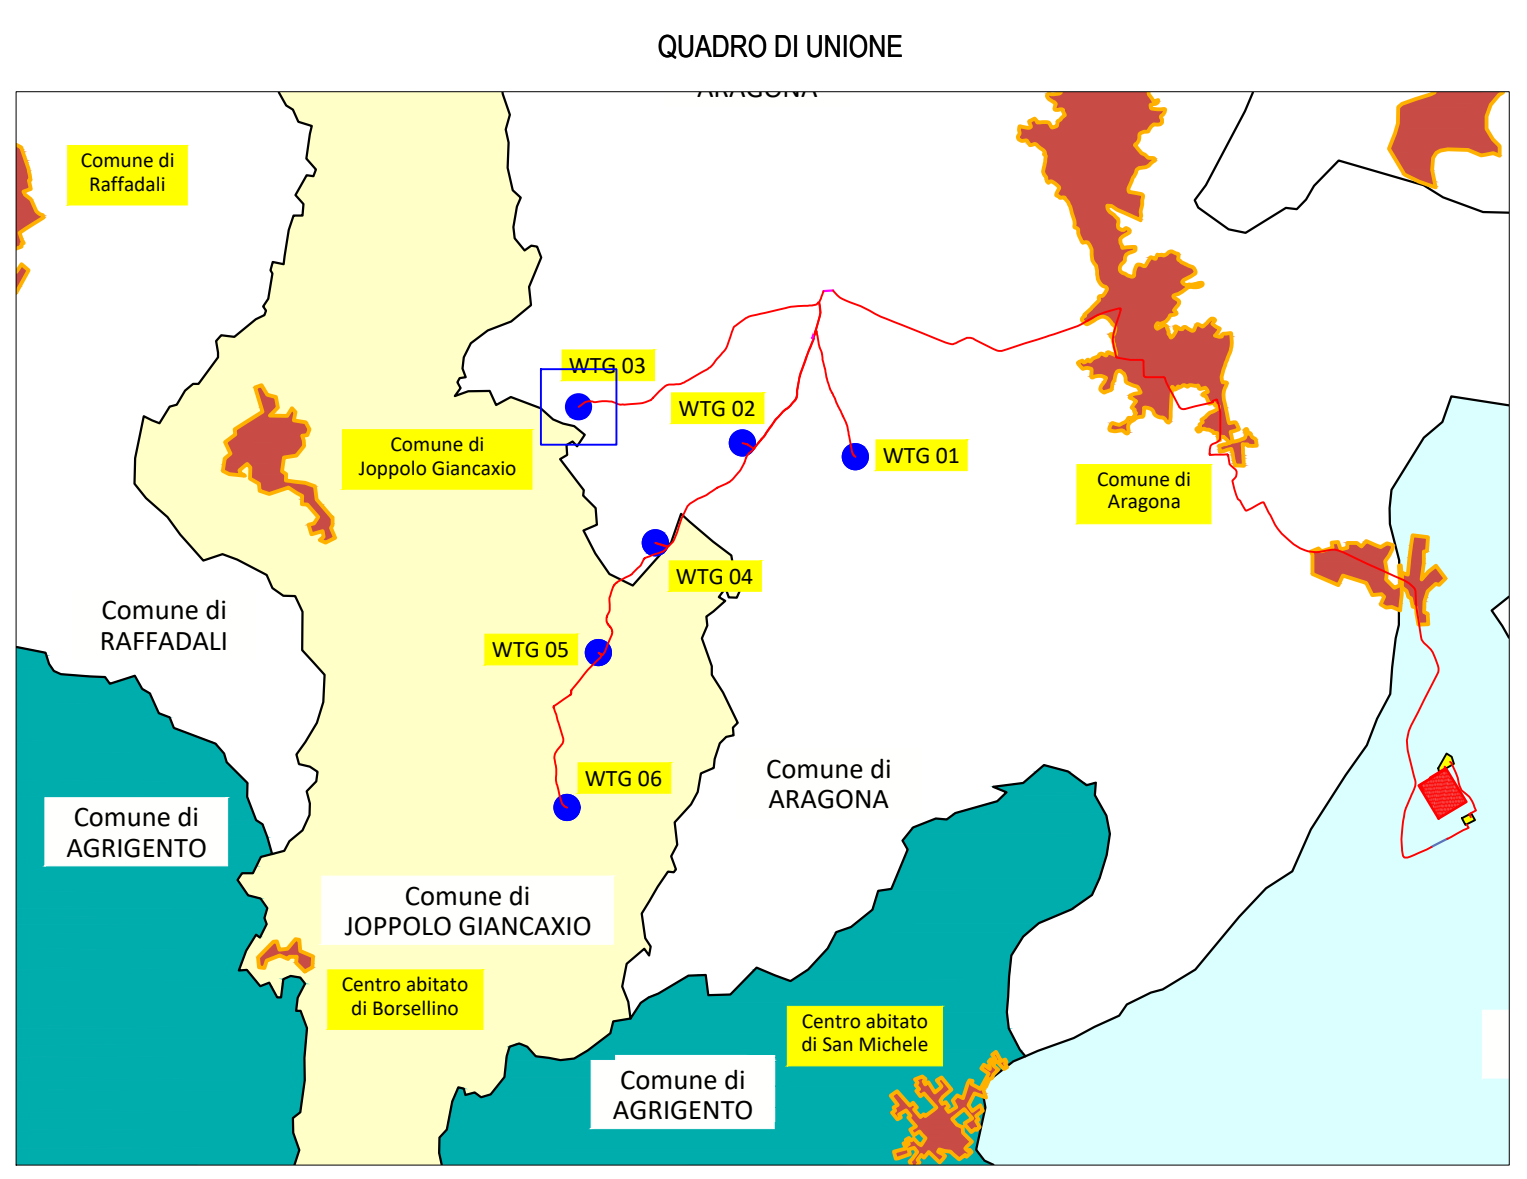 QUADRO DI UNIONE
ARAGONA
Comune di
Raffadali
WTG 03
WTG 02
Comune di
Joppolo Giancaxio
WTG 01
Comune di
Aragona
WTG 04
Comune di
RAFFADALI
WTG 05
WTG 06
Comune di
ARAGONA
Comune di
AGRIGENTO
Comune di
JOPPOLO GIANCAXIO
Centro abitato
di Borsellino
Centro abitato
di San Michele
Comune di
AGRIGENTO